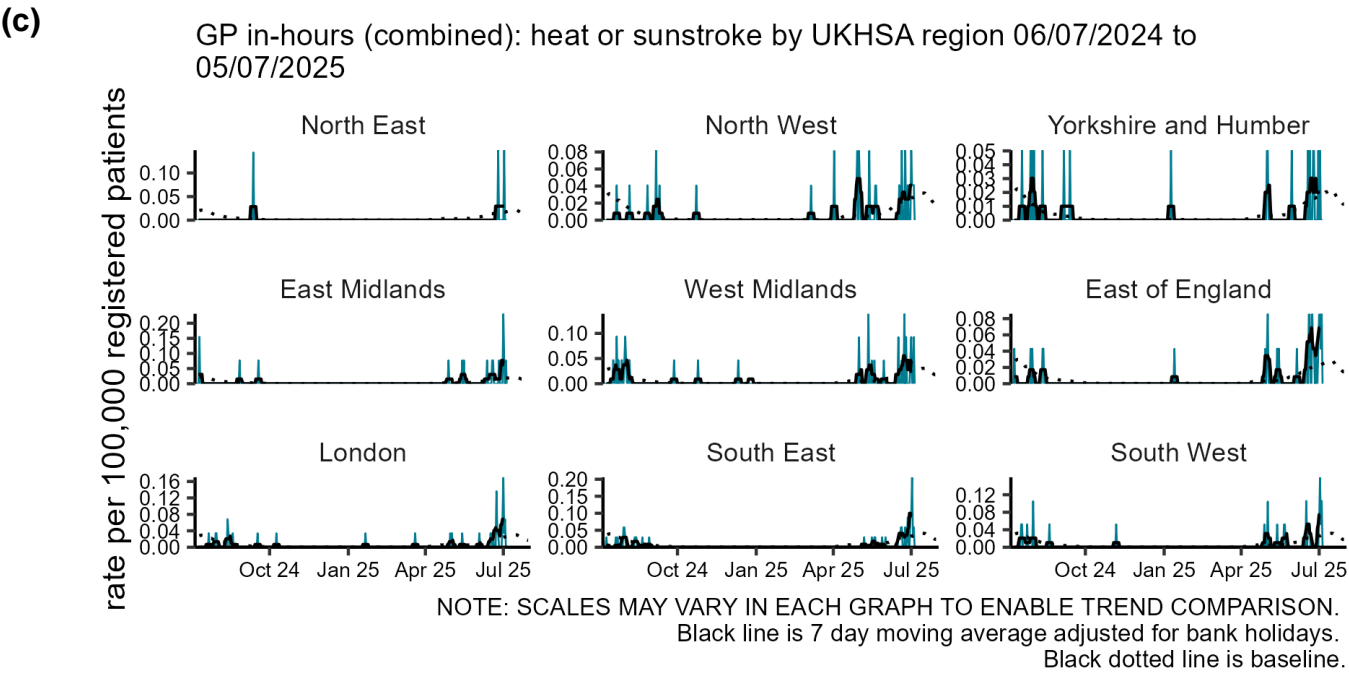 (c)
GP in-hours (combined): heat or sunstroke by UKHSA region 06/07/2024 to
05/07/2025
rate per 100,000 registered patients
North East
0.10
0.05
0.00
North West
0.08
0.06
0.04
0.02
0.00
Yorkshire and Humber
0.05
0.04
0.03
0.02
0.01
0.00
East Midlands
0.20
0.15
0.10
0.05
0.00
West Midlands
0.10
0.05
0.00
East of England
0.08
0.06
0.04
0.02
0.00
London
0.16
0.12
0.08
0.04
0.00
South East
0.20
0.15
0.10
0.05
0.00
South West
0.12
0.08
0.04
0.00
Oct 24 Jan 25 Apr 25 Jul 25
Oct 24 Jan 25 Apr 25 Jul 25
Oct 24 Jan 25 Apr 25 Jul 25
NOTE: SCALES MAY VARY IN EACH GRAPH TO ENABLE TREND COMPARISON.
Black line is 7 day moving average adjusted for bank holidays.
Black dotted line is baseline.